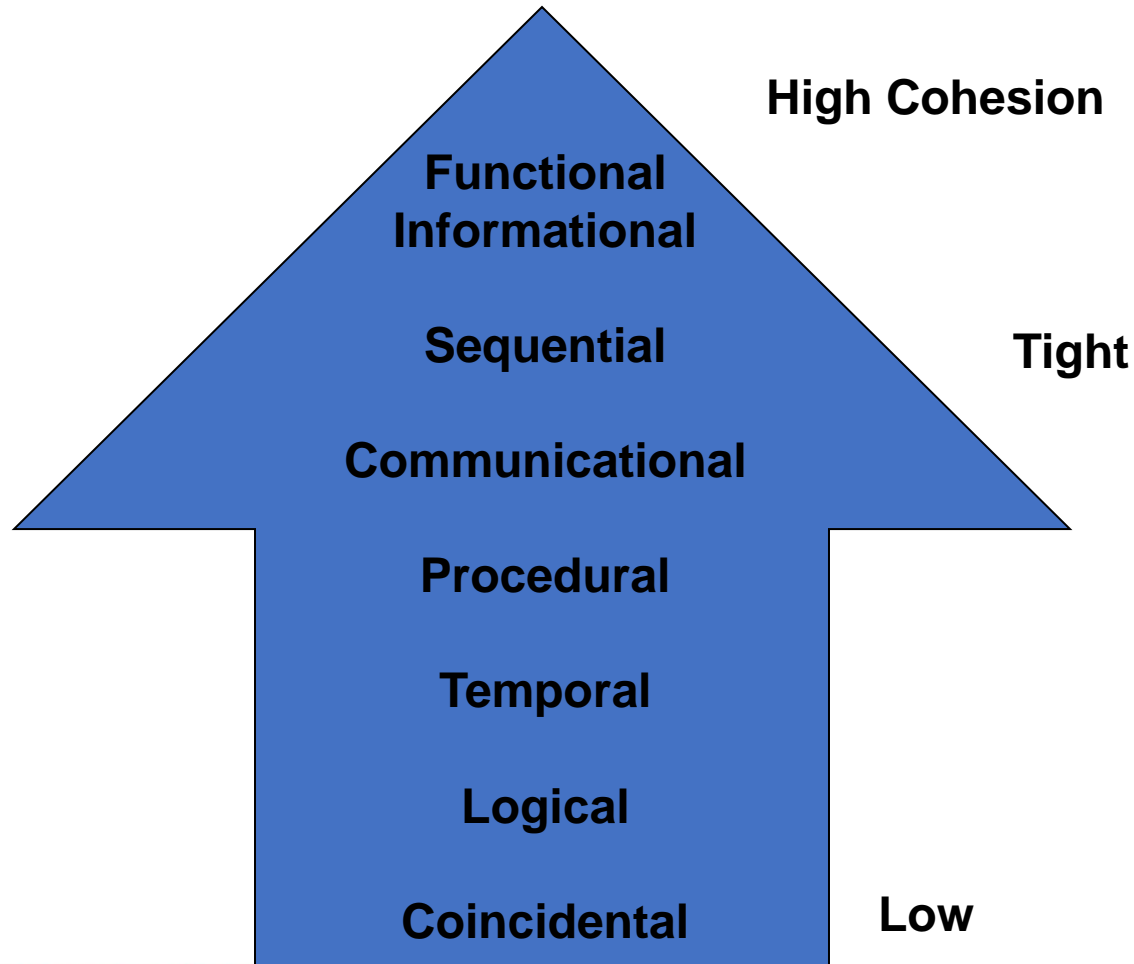 High Cohesion
Functional
Informational
Sequential
Tight
Communicational
Procedural
Temporal
Logical
Coincidental
Low